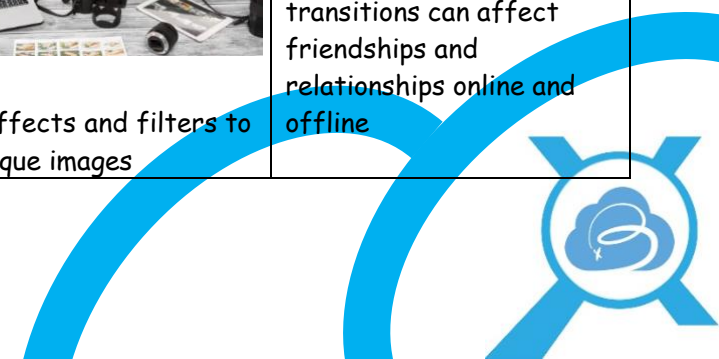 transitions can affect
friendships and
relationships online and
offline
ffects and filters to
que images